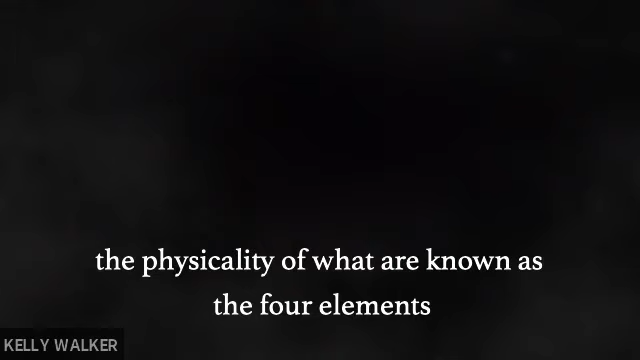 the physicality of what are known as
the four elements
KELLY WALKER